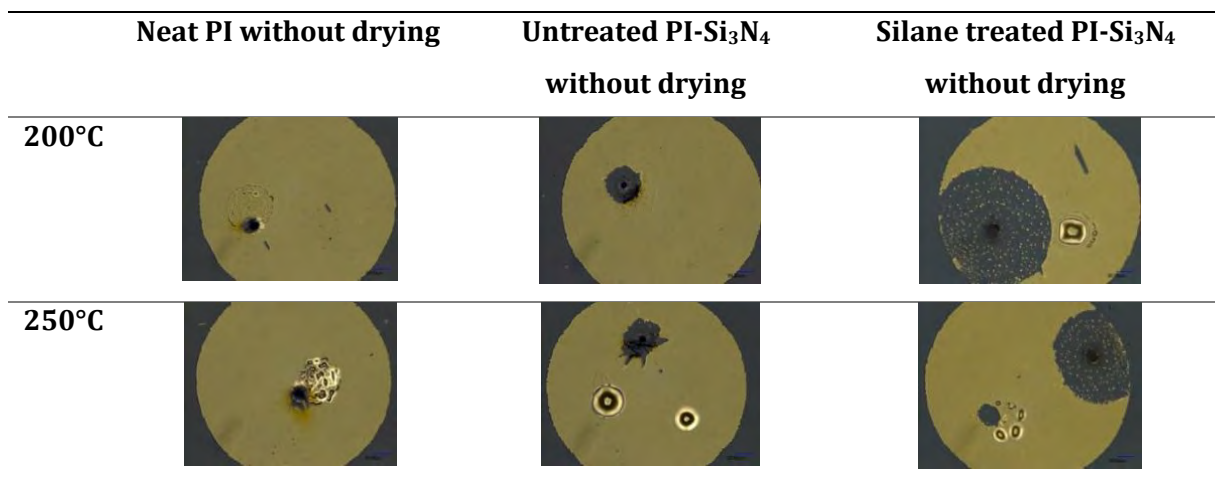 Neat PI without drying
Untreated PI-Si₃N₄
without drying
Silane treated PI-Si₃N₄
without drying
200°C
250°C